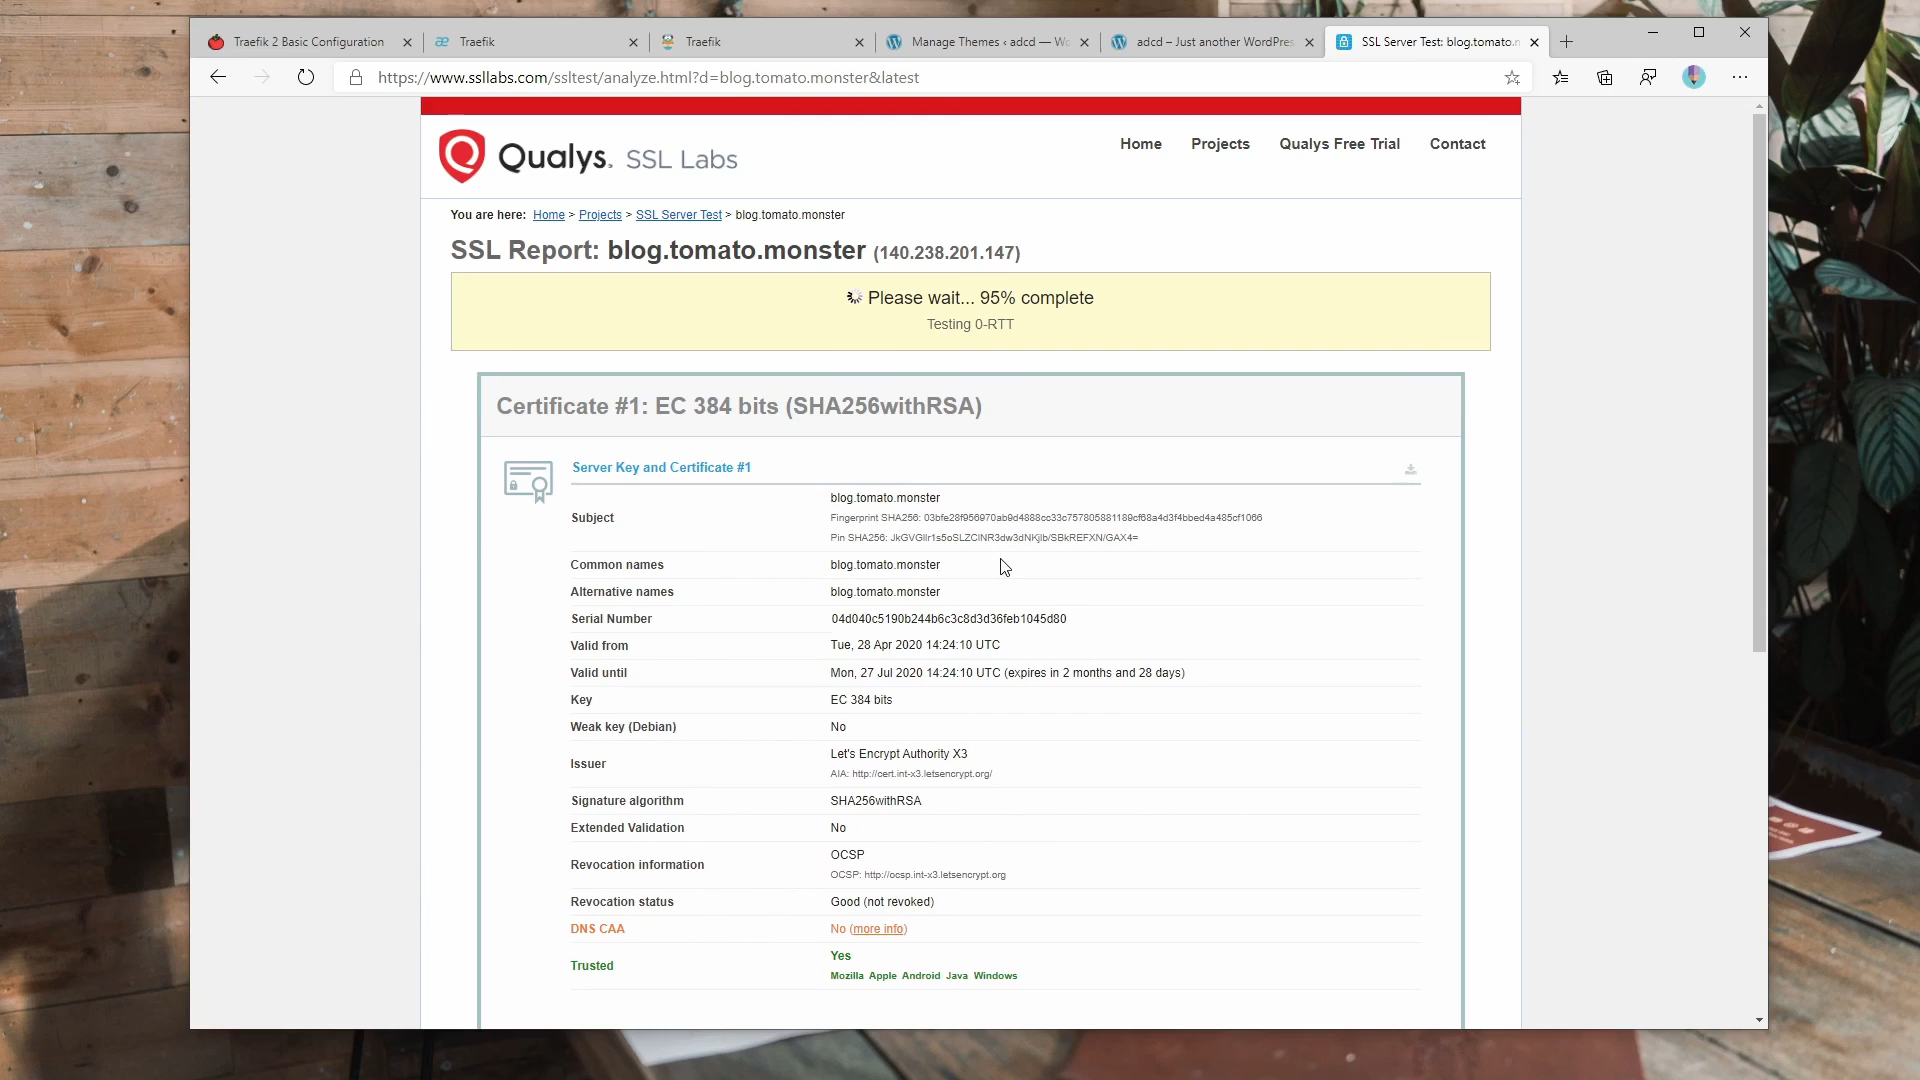 Traefik 2 Basic Configuration
Traefik
Traefik
Manage Themes ‹ adcd — Wo
adcd – Just another WordPres
SSL Server Test: blog.tomato.m
https://www.ssllabs.com/ssltest/analyze.html?d=blog.tomato.monster&latest
Qualys. SSL Labs
Home
Projects
Qualys Free Trial
Contact
You are here: Home > Projects > SSL Server Test > blog.tomato.monster
SSL Report: blog.tomato.monster (140.238.201.147)
Please wait... 95% complete
Testing 0-RTT
Certificate #1: EC 384 bits (SHA256withRSA)
Server Key and Certificate #1
Subject
blog.tomato.monster
Fingerprint SHA256: 03bfe28f956970ab9d4888cc33c757805881189cf68a4d3f4bbed4a485cf1066
Pin SHA256:
Common names blog.tomato.monster
Alternative names blog.tomato.monster
Serial Number 04d040c5190b244b6c3c8d3d36feb1045d80
Valid from Tue, 28 Apr 2020 14:24:10 UTC
Valid until Mon, 27 Jul 2020 14:24:10 UTC (expires in 2 months and 28 days)
Key EC 384 bits
Weak key (Debian) No
Issuer
Let's Encrypt Authority X3
AIA: http://cert.int-x3.letsencrypt.org/
Signature algorithm SHA256withRSA
Extended Validation No
Revocation information
OCSP
OCSP: http://ocsp.int-x3.letsencrypt.org
Revocation status Good (not revoked)
DNS CAA No (more info)
Trusted
Yes
Mozilla Apple Android Java Windows